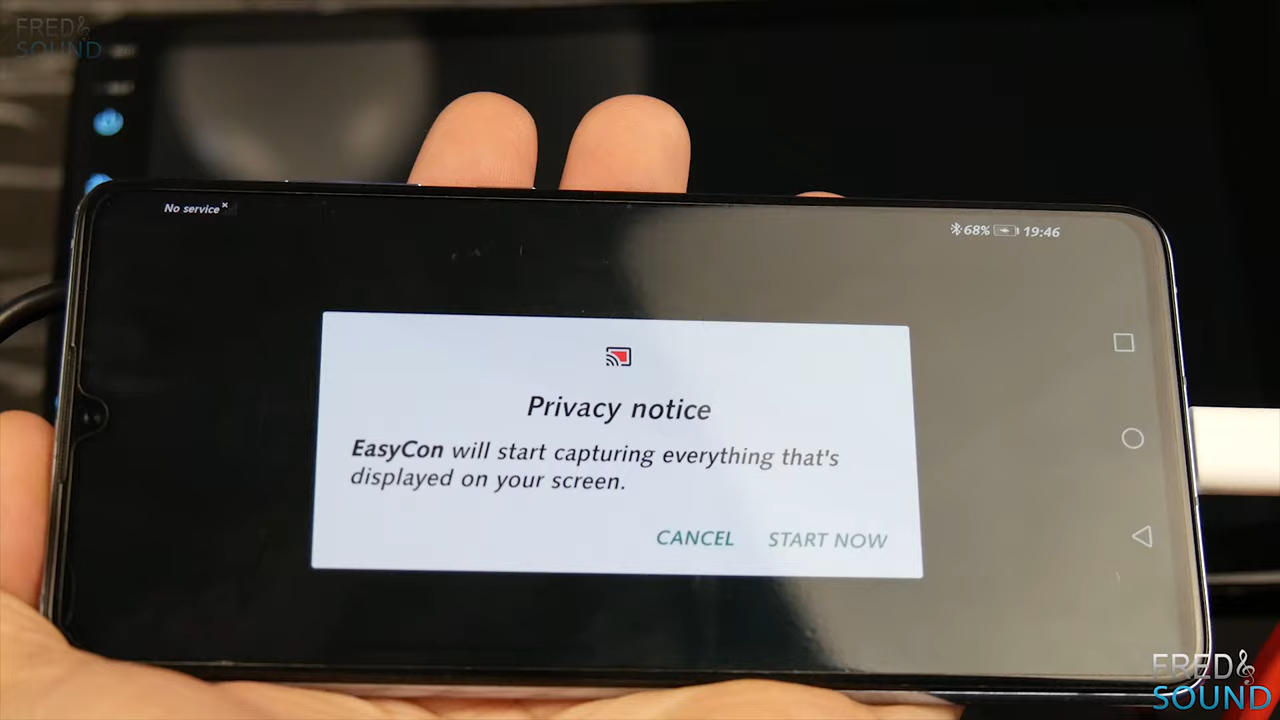 FRED
SOUND
No service
68% 19:46
Privacy notice
EasyCon will start capturing everything that's
displayed on your screen.
CANCEL START NOW
FRED
SOUND